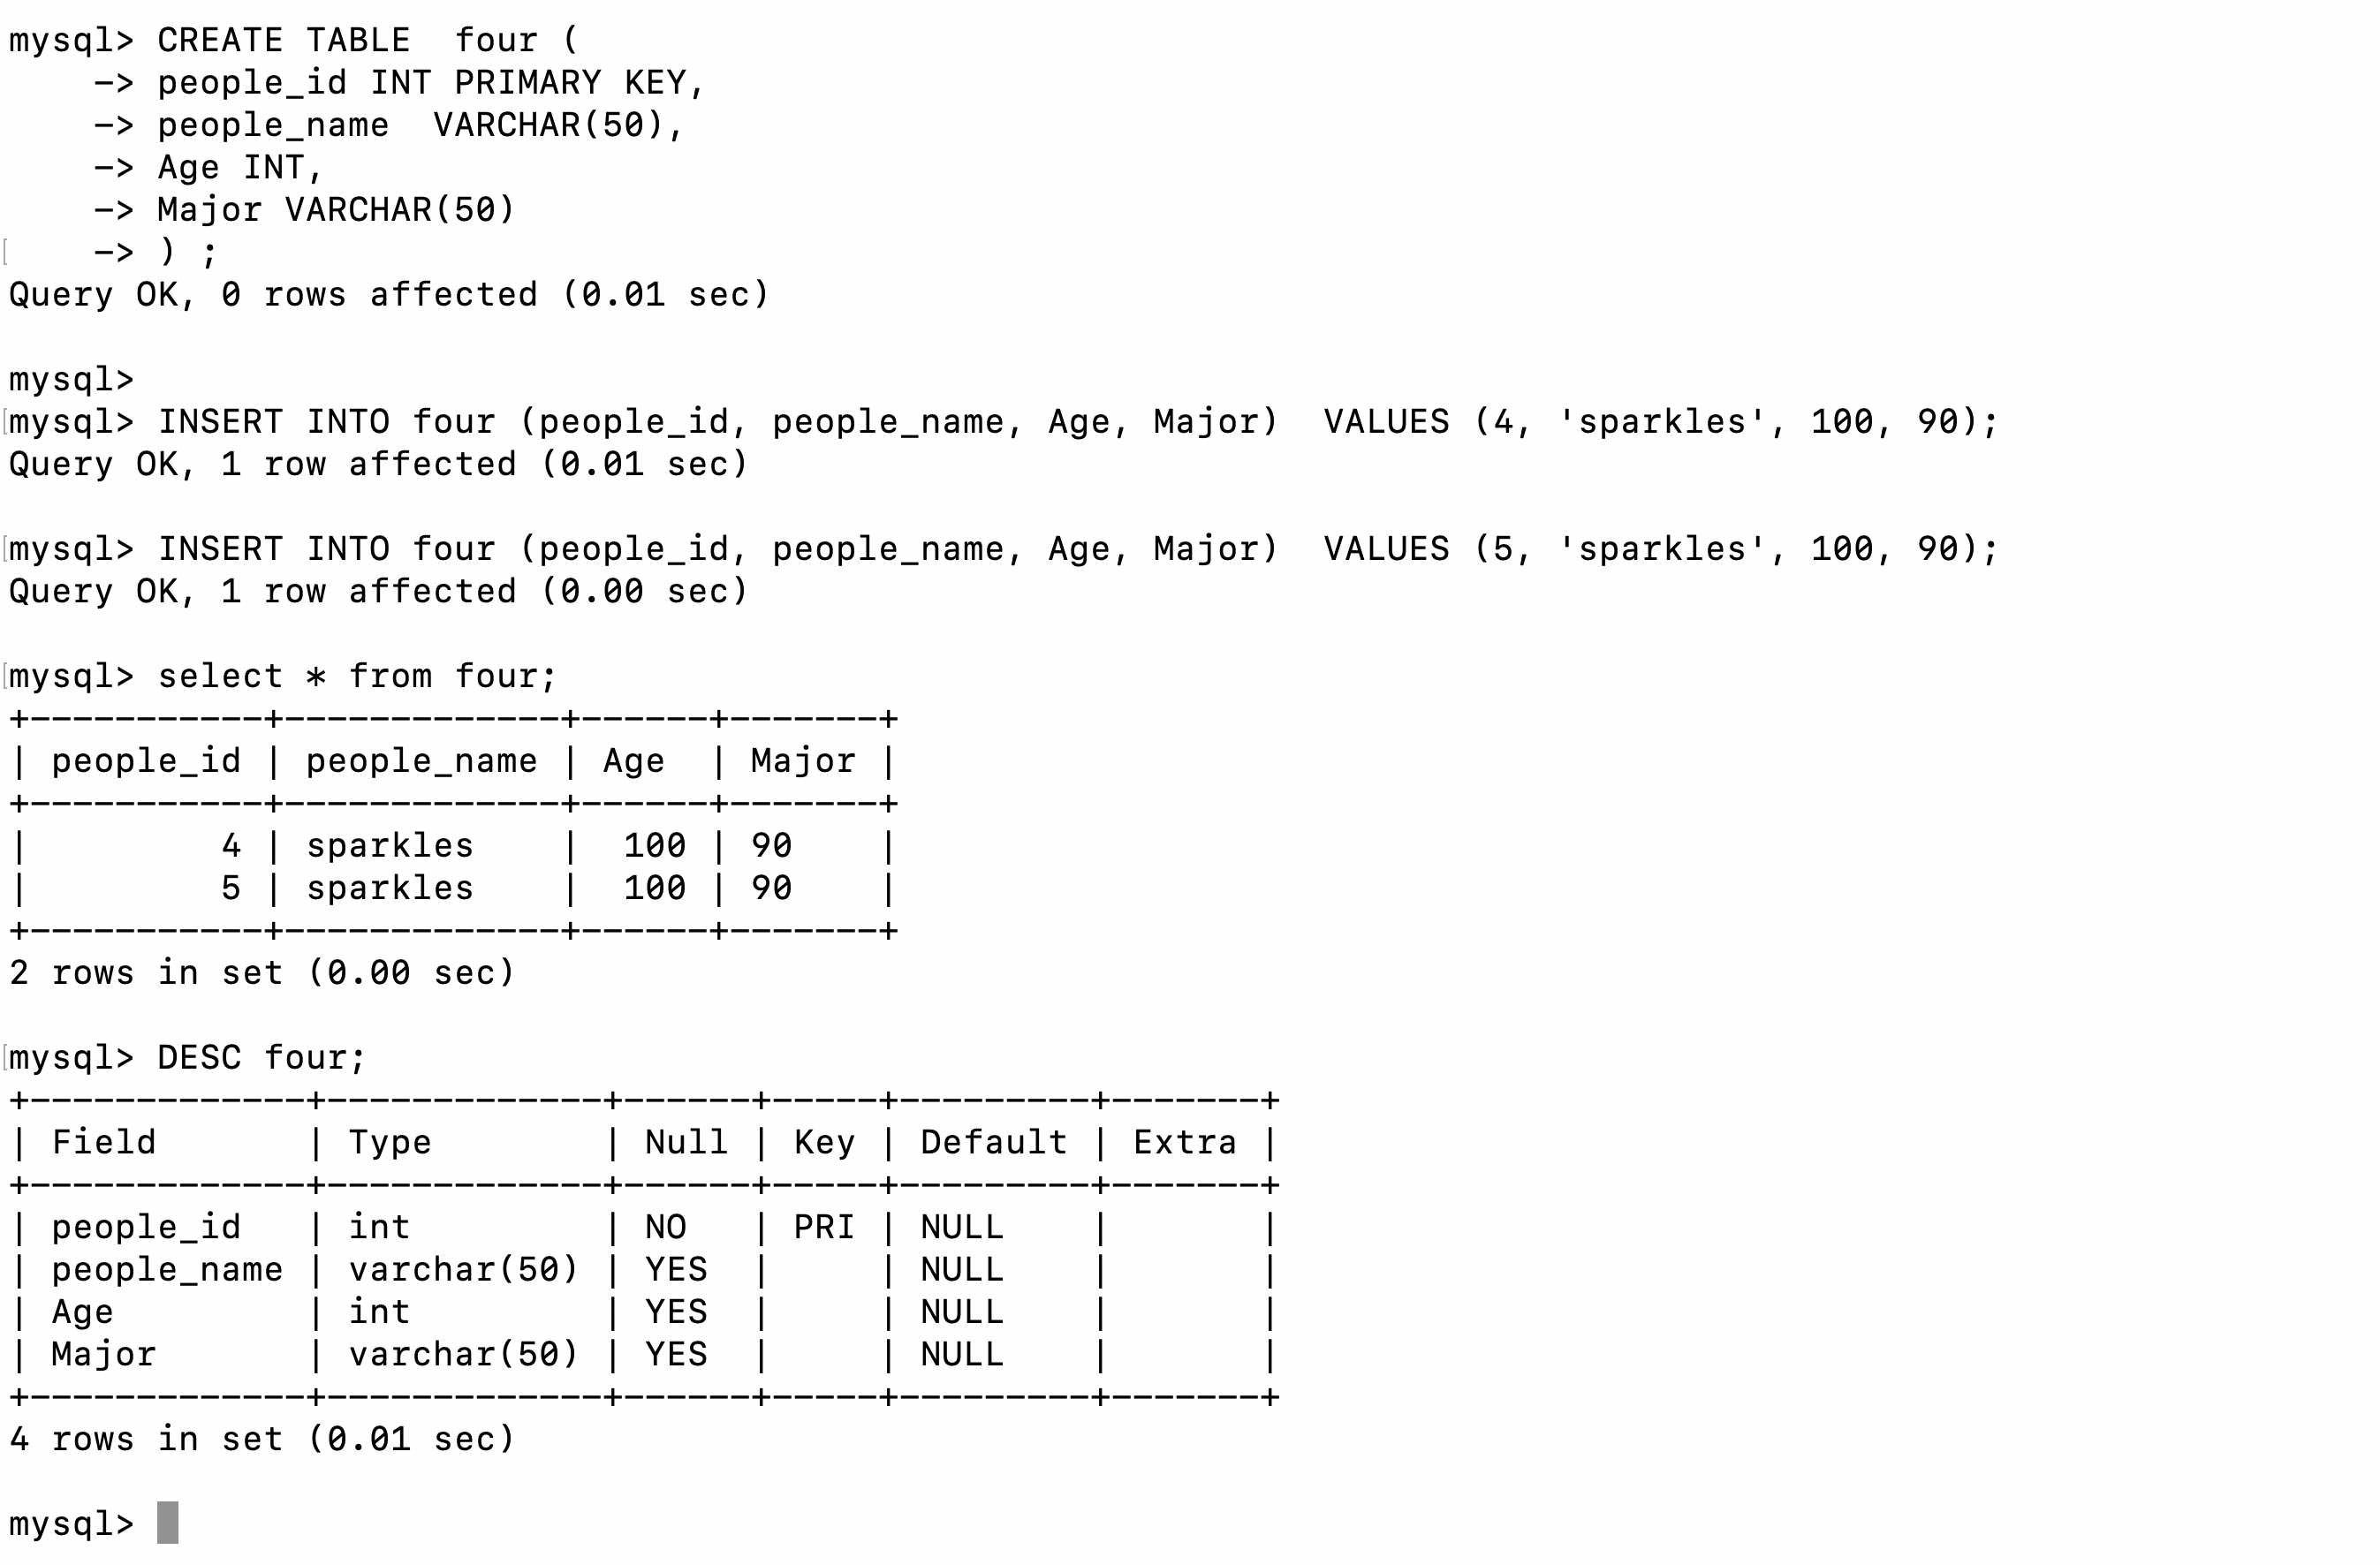 mysql> CREATE TABLE  four (
    -> people_id INT PRIMARY KEY,
    -> people_name  VARCHAR(50),
    -> Age INT,
    -> Major VARCHAR(50)
[    -> ) ;
Query OK, 0 rows affected (0.01 sec)

mysql>
[mysql> INSERT INTO four (people_id, people_name, Age, Major)  VALUES (4, 'sparkles', 100, 90);
Query OK, 1 row affected (0.01 sec)

[mysql> INSERT INTO four (people_id, people_name, Age, Major)  VALUES (5, 'sparkles', 100, 90);
Query OK, 1 row affected (0.00 sec)

[mysql> select * from four;
+-----------+-------------+------+-------+
| people_id | people_name | Age  | Major |
+-----------+-------------+------+-------+
|         4 | sparkles    |  100 | 90    |
|         5 | sparkles    |  100 | 90    |
+-----------+-------------+------+-------+
2 rows in set (0.00 sec)

[mysql> DESC four;
+-------------+-------------+------+-----+---------+-------+
| Field       | Type        | Null | Key | Default | Extra |
+-------------+-------------+------+-----+---------+-------+
| people_id   | int         | NO   | PRI | NULL    |       |
| people_name | varchar(50) | YES  |     | NULL    |       |
| Age         | int         | YES  |     | NULL    |       |
| Major       | varchar(50) | YES  |     | NULL    |       |
+-------------+-------------+------+-----+---------+-------+
4 rows in set (0.01 sec)

mysql>